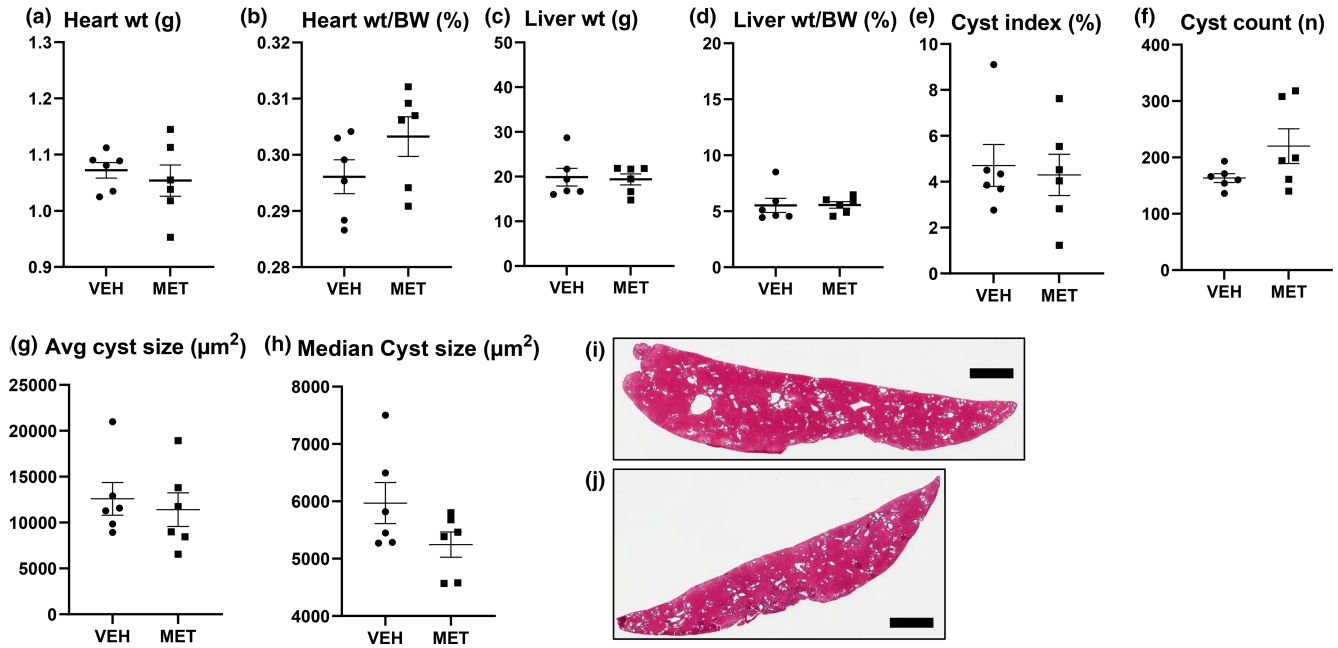 (a) Heart wt (g)
1.3
1.2
1.1
1.0
0.9
VEH MET
(b) Heart wt/BW (%)
0.32
0.31
0.30
0.29
0.28
VEH MET
(c) Liver wt (g)
50
40
30
20
10
0
VEH MET
(d) Liver wt/BW (%)
20
15
10
5
0
VEH MET
(e) Cyst index (%)
10
8
6
4
2
0
VEH MET
(f) Cyst count (n)
400
300
200
100
0
VEH MET
(g) Avg cyst size (µm²)
25000
20000
15000
10000
5000
0
VEH MET
(h) Median Cyst size (µm²)
8000
7000
6000
5000
4000
VEH MET
(i)
(j)